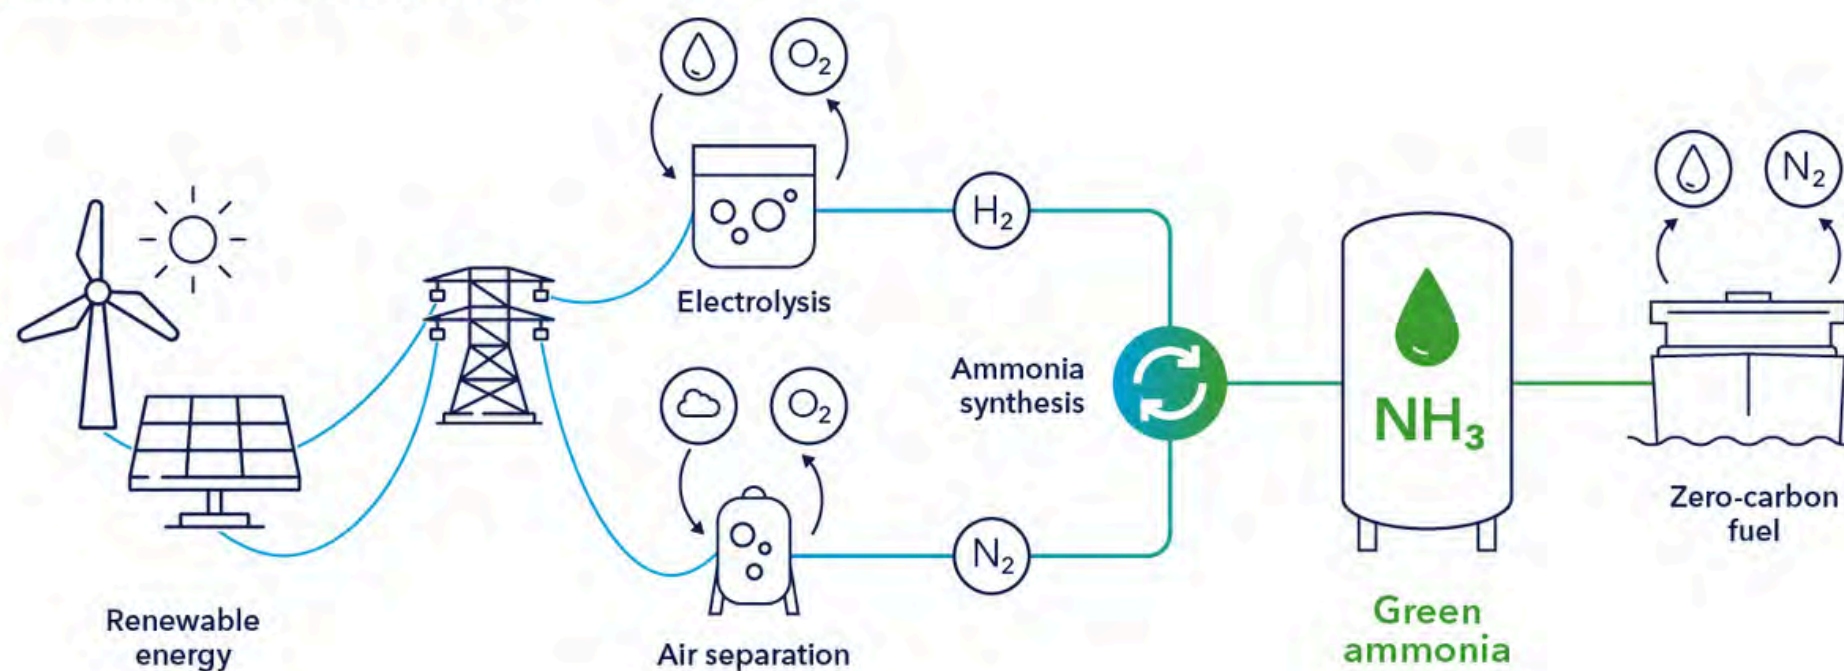 O₂
Electrolysis
H₂
Renewable
energy
O₂
Air separation
N₂
Ammonia
synthesis
NH₃
Green
ammonia
N₂
Zero-carbon
fuel